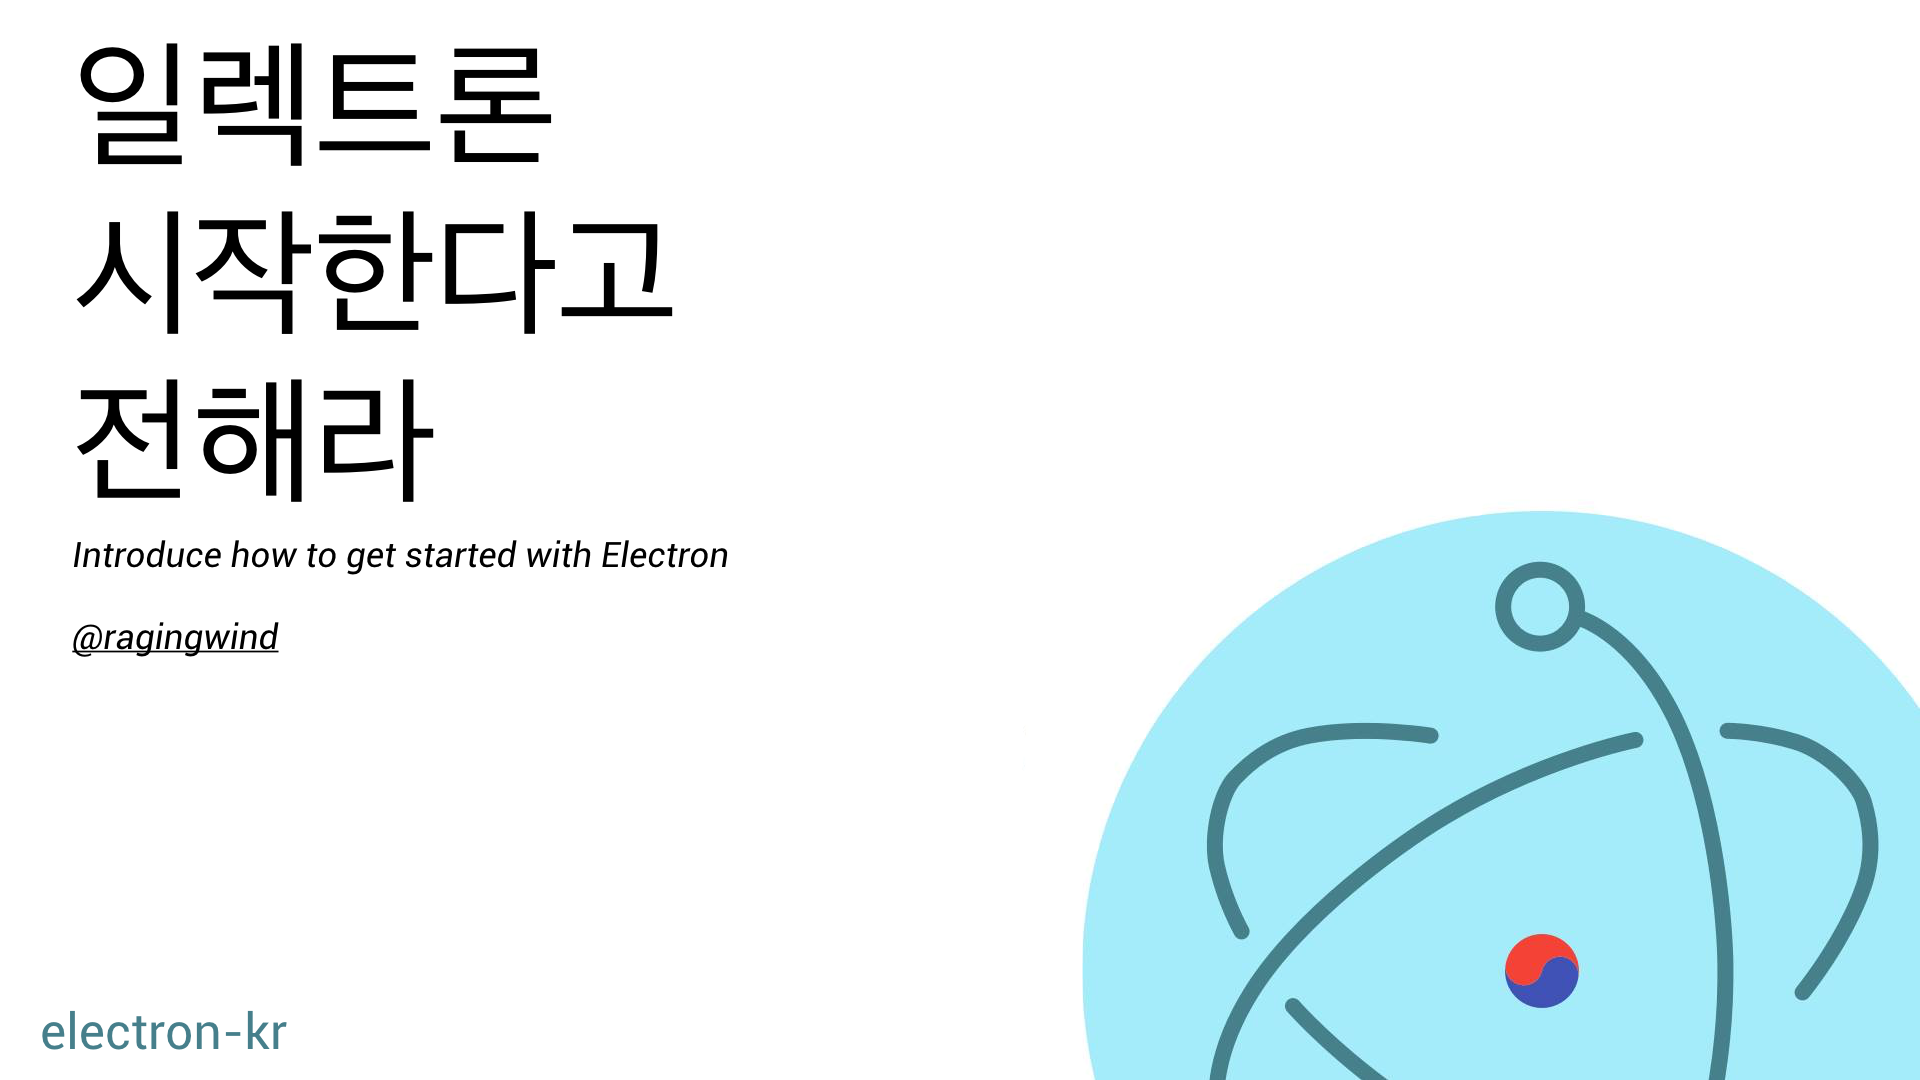 일렉트론
시작한다고
전해라
Introduce how to get started with Electron
@ragingwind
electron-kr